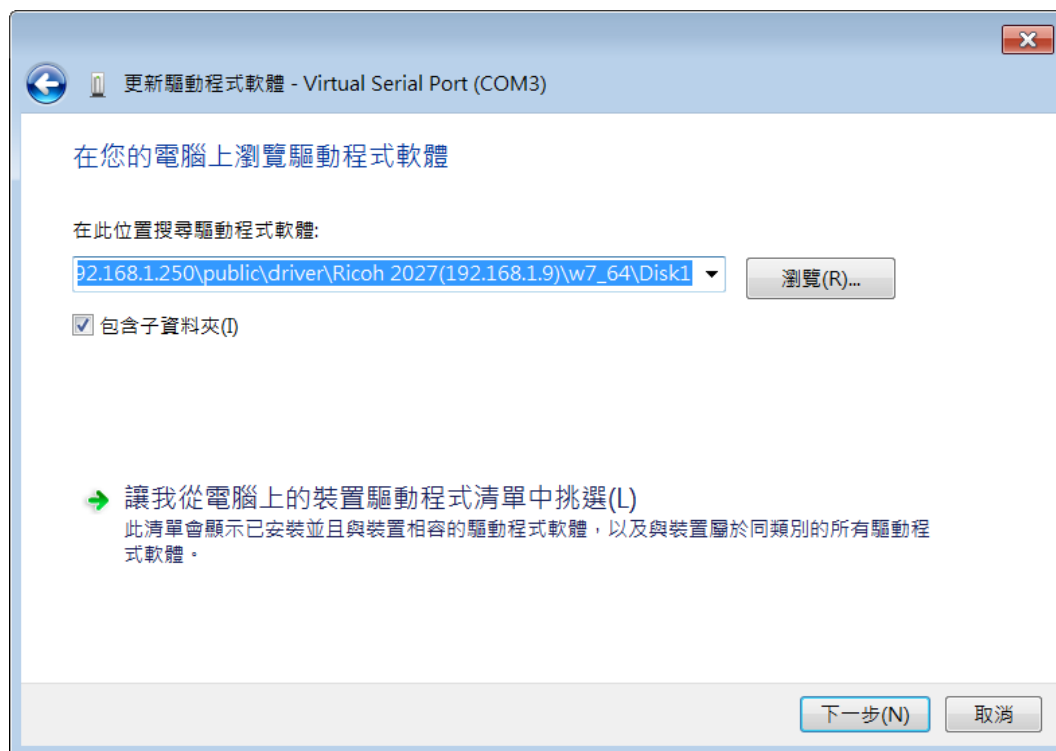 更新驅動程式軟體 - Virtual Serial Port (COM3)
在您的電腦上瀏覽驅動程式軟體
在此位置搜尋驅動程式軟體:
92.168.1.250\public\driver\Ricoh 2027(192.168.1.9)\w7_64\Disk1
瀏覽(R)...
包含子資料夾(I)
讓我從電腦上的裝置驅動程式清單中挑選(L)
此清單會顯示已安裝並且與裝置相容的驅動程式軟體，以及與裝置屬於同類別的所有驅動程
式軟體。
下一步(N)
取消